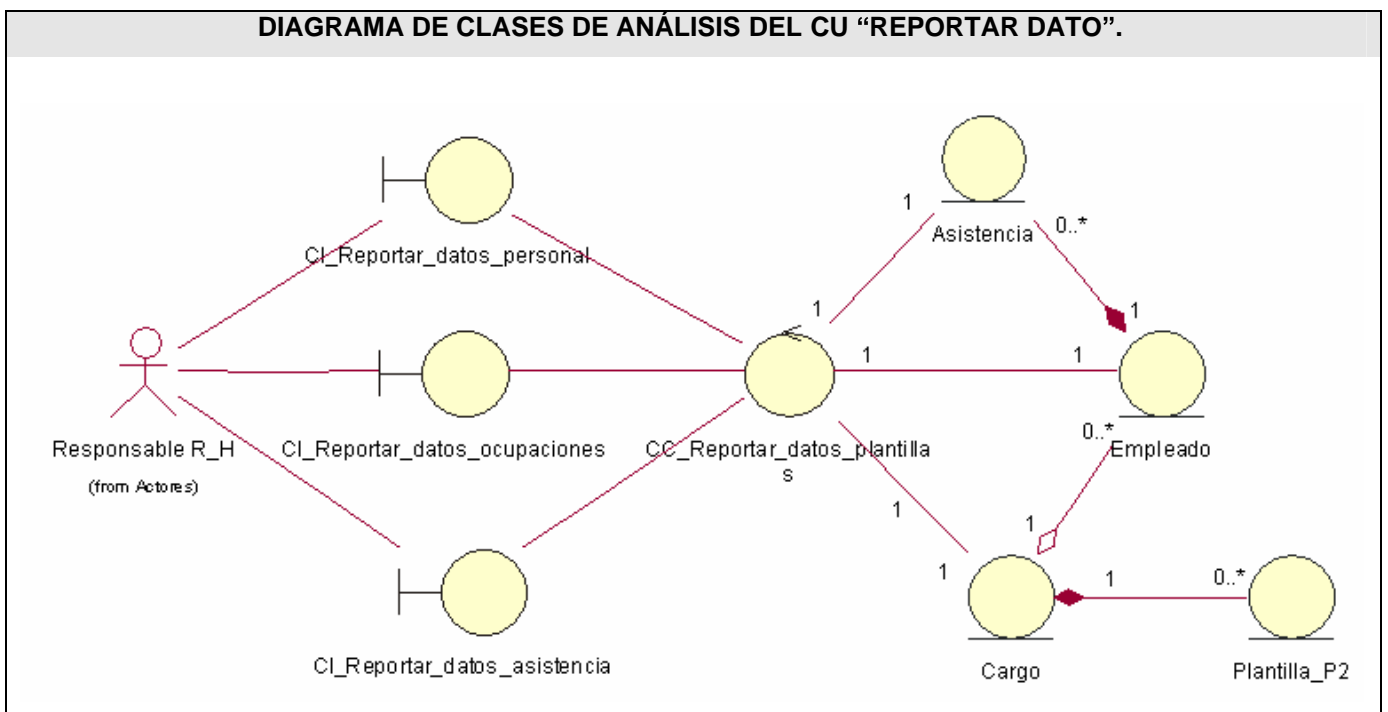 DIAGRAMA DE CLASES DE ANÁLISIS DEL CU “REPORTAR DATO”.
CI_Reportar_datos_personal
Asistencia
1
0..*
1
1
1
1
Responsable R_H
(from Actores)
CI_Reportar_datos_ocupaciones
CC_Reportar_datos_plantilla
s
Empleado
0..*
1
1
1
1
0..*
CI_Reportar_datos_asistencia
Cargo
Plantilla_P2